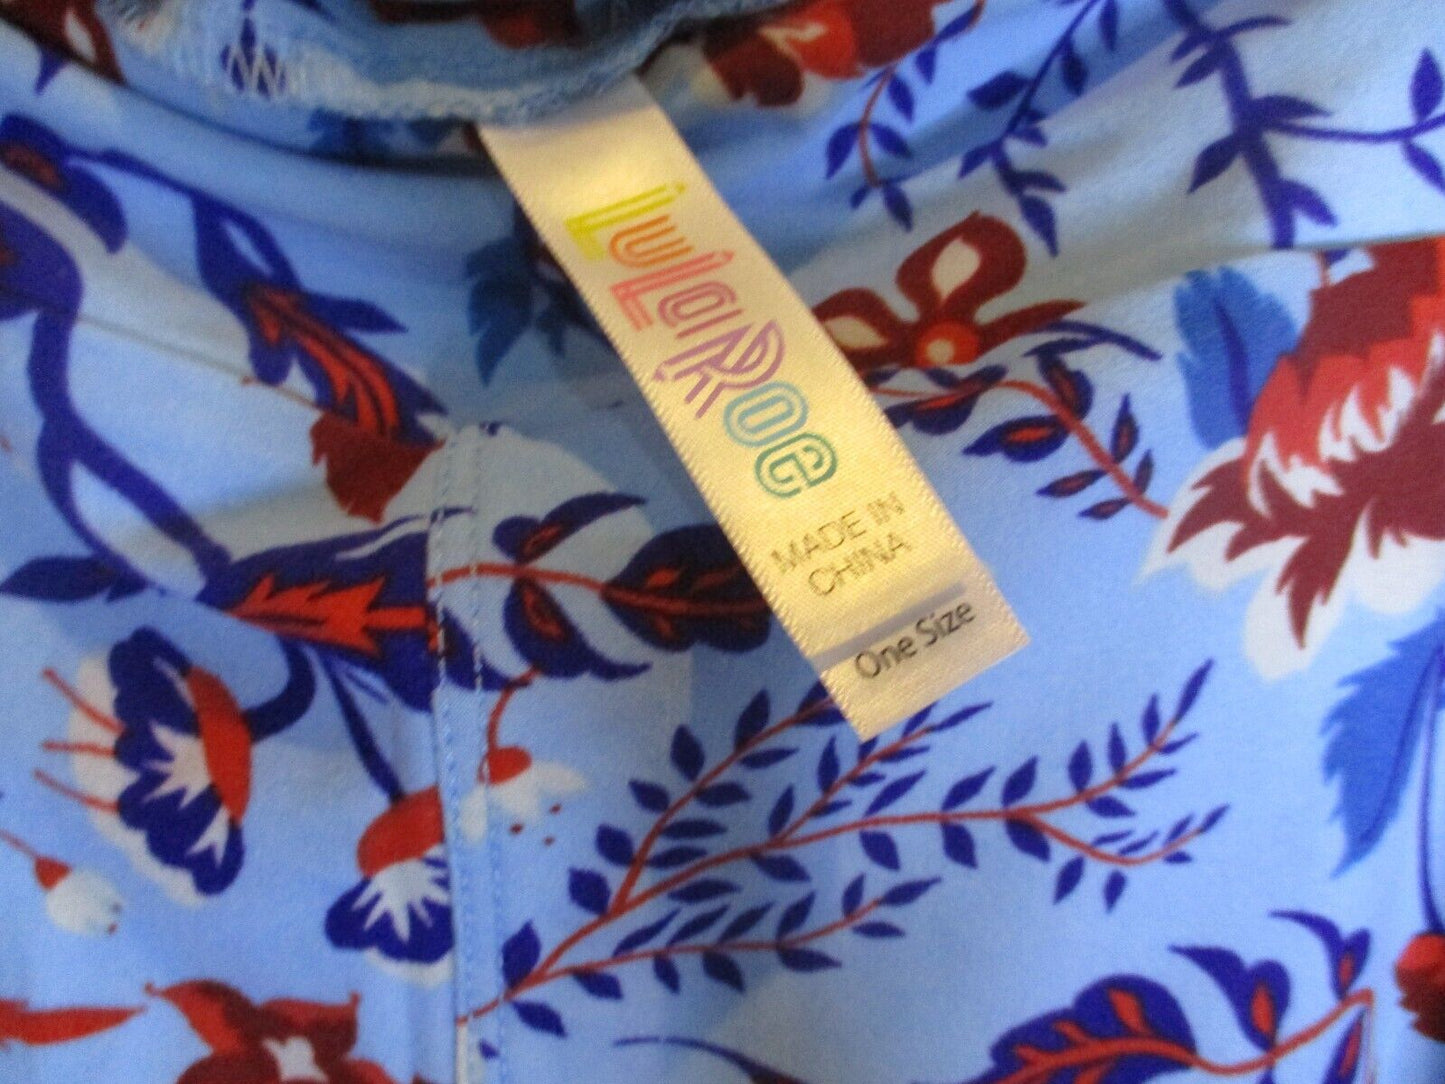 LuLaRoe
MADE IN
CHINA
One Size